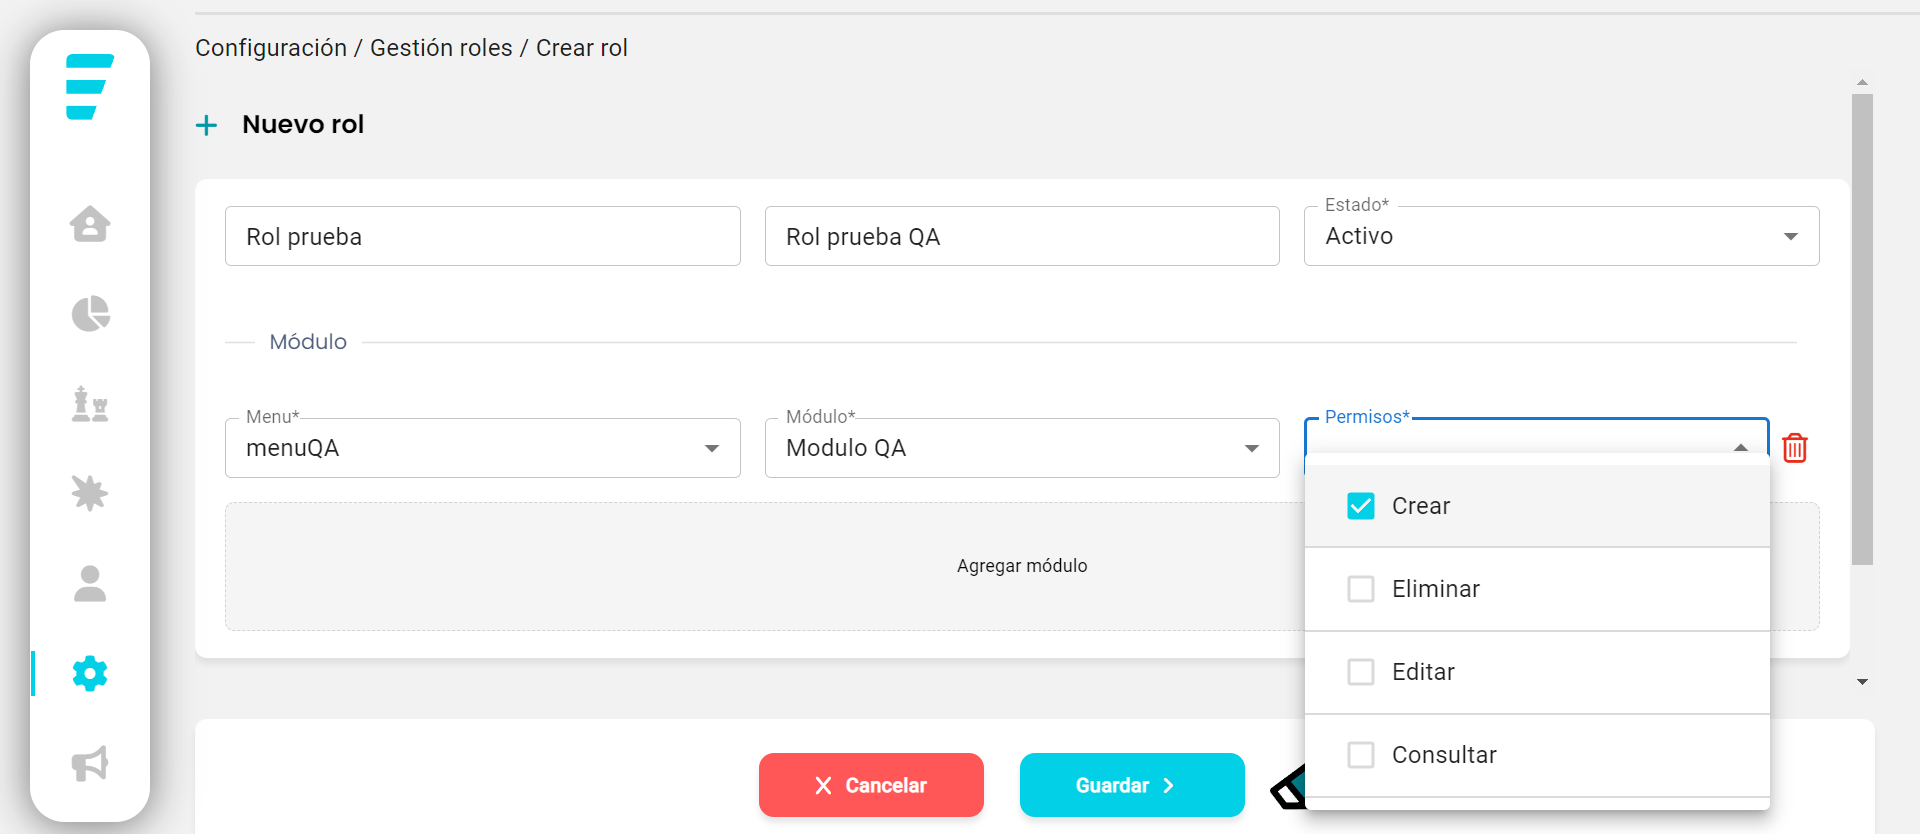 Configuración / Gestión roles / Crear rol
Nuevo rol
Rol prueba
Rol prueba QA
Estado*
Activo
Módulo
Menu*
menuQA
Módulo*
Modulo QA
Permisos*
Crear
Eliminar
Editar
Consultar
Agregar módulo
Cancelar
Guardar